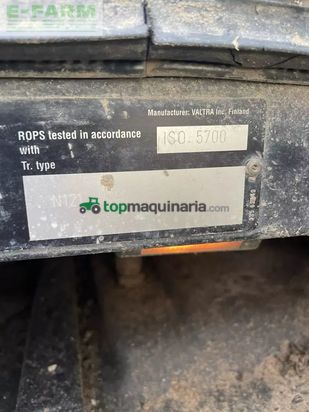 E-FARM
Manufacturer: VALTRA Inc. Finland
ROPS tested in accordance
with
ISO. 5700
Tr. type
topmaquinaria.com